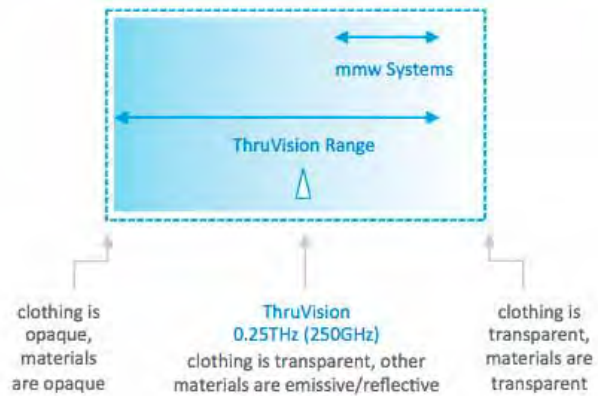 mmw Systems
ThruVision Range
clothing is
opaque,
materials
are opaque
ThruVision
0.25THz (250GHz)
clothing is transparent, other
materials are emissive/reflective
clothing is
transparent,
materials are
transparent